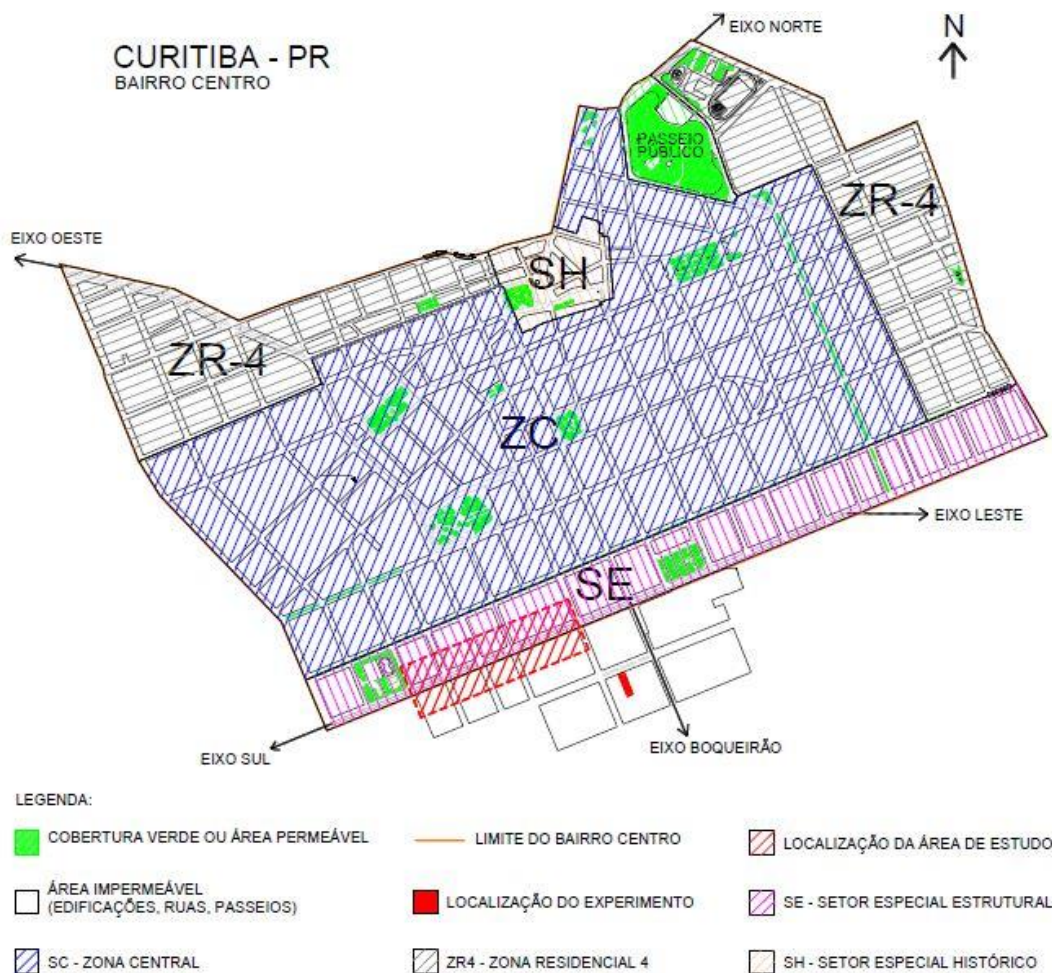 CURITIBA - PR
BAIRRO CENTRO
EIXO NORTE
N
PASSEIO
PÚBLICO
ZR-4
EIXO OESTE
SH
ZR-4
ZC
EIXO LESTE
SE
EIXO SUL
EIXO BOQUEIRÃO
LEGENDA:
COBERTURA VERDE OU ÁREA PERMEÁVEL
LIMITE DO BAIRRO CENTRO
LOCALIZAÇÃO DA ÁREA DE ESTUDO
ÁREA IMPERMEÁVEL
(EDIFICAÇÕES, RUAS, PASSEIOS)
LOCALIZAÇÃO DO EXPERIMENTO
SE - SETOR ESPECIAL ESTRUTURAL
SC - ZONA CENTRAL
ZR4 - ZONA RESIDENCIAL 4
SH - SETOR ESPECIAL HISTÓRICO